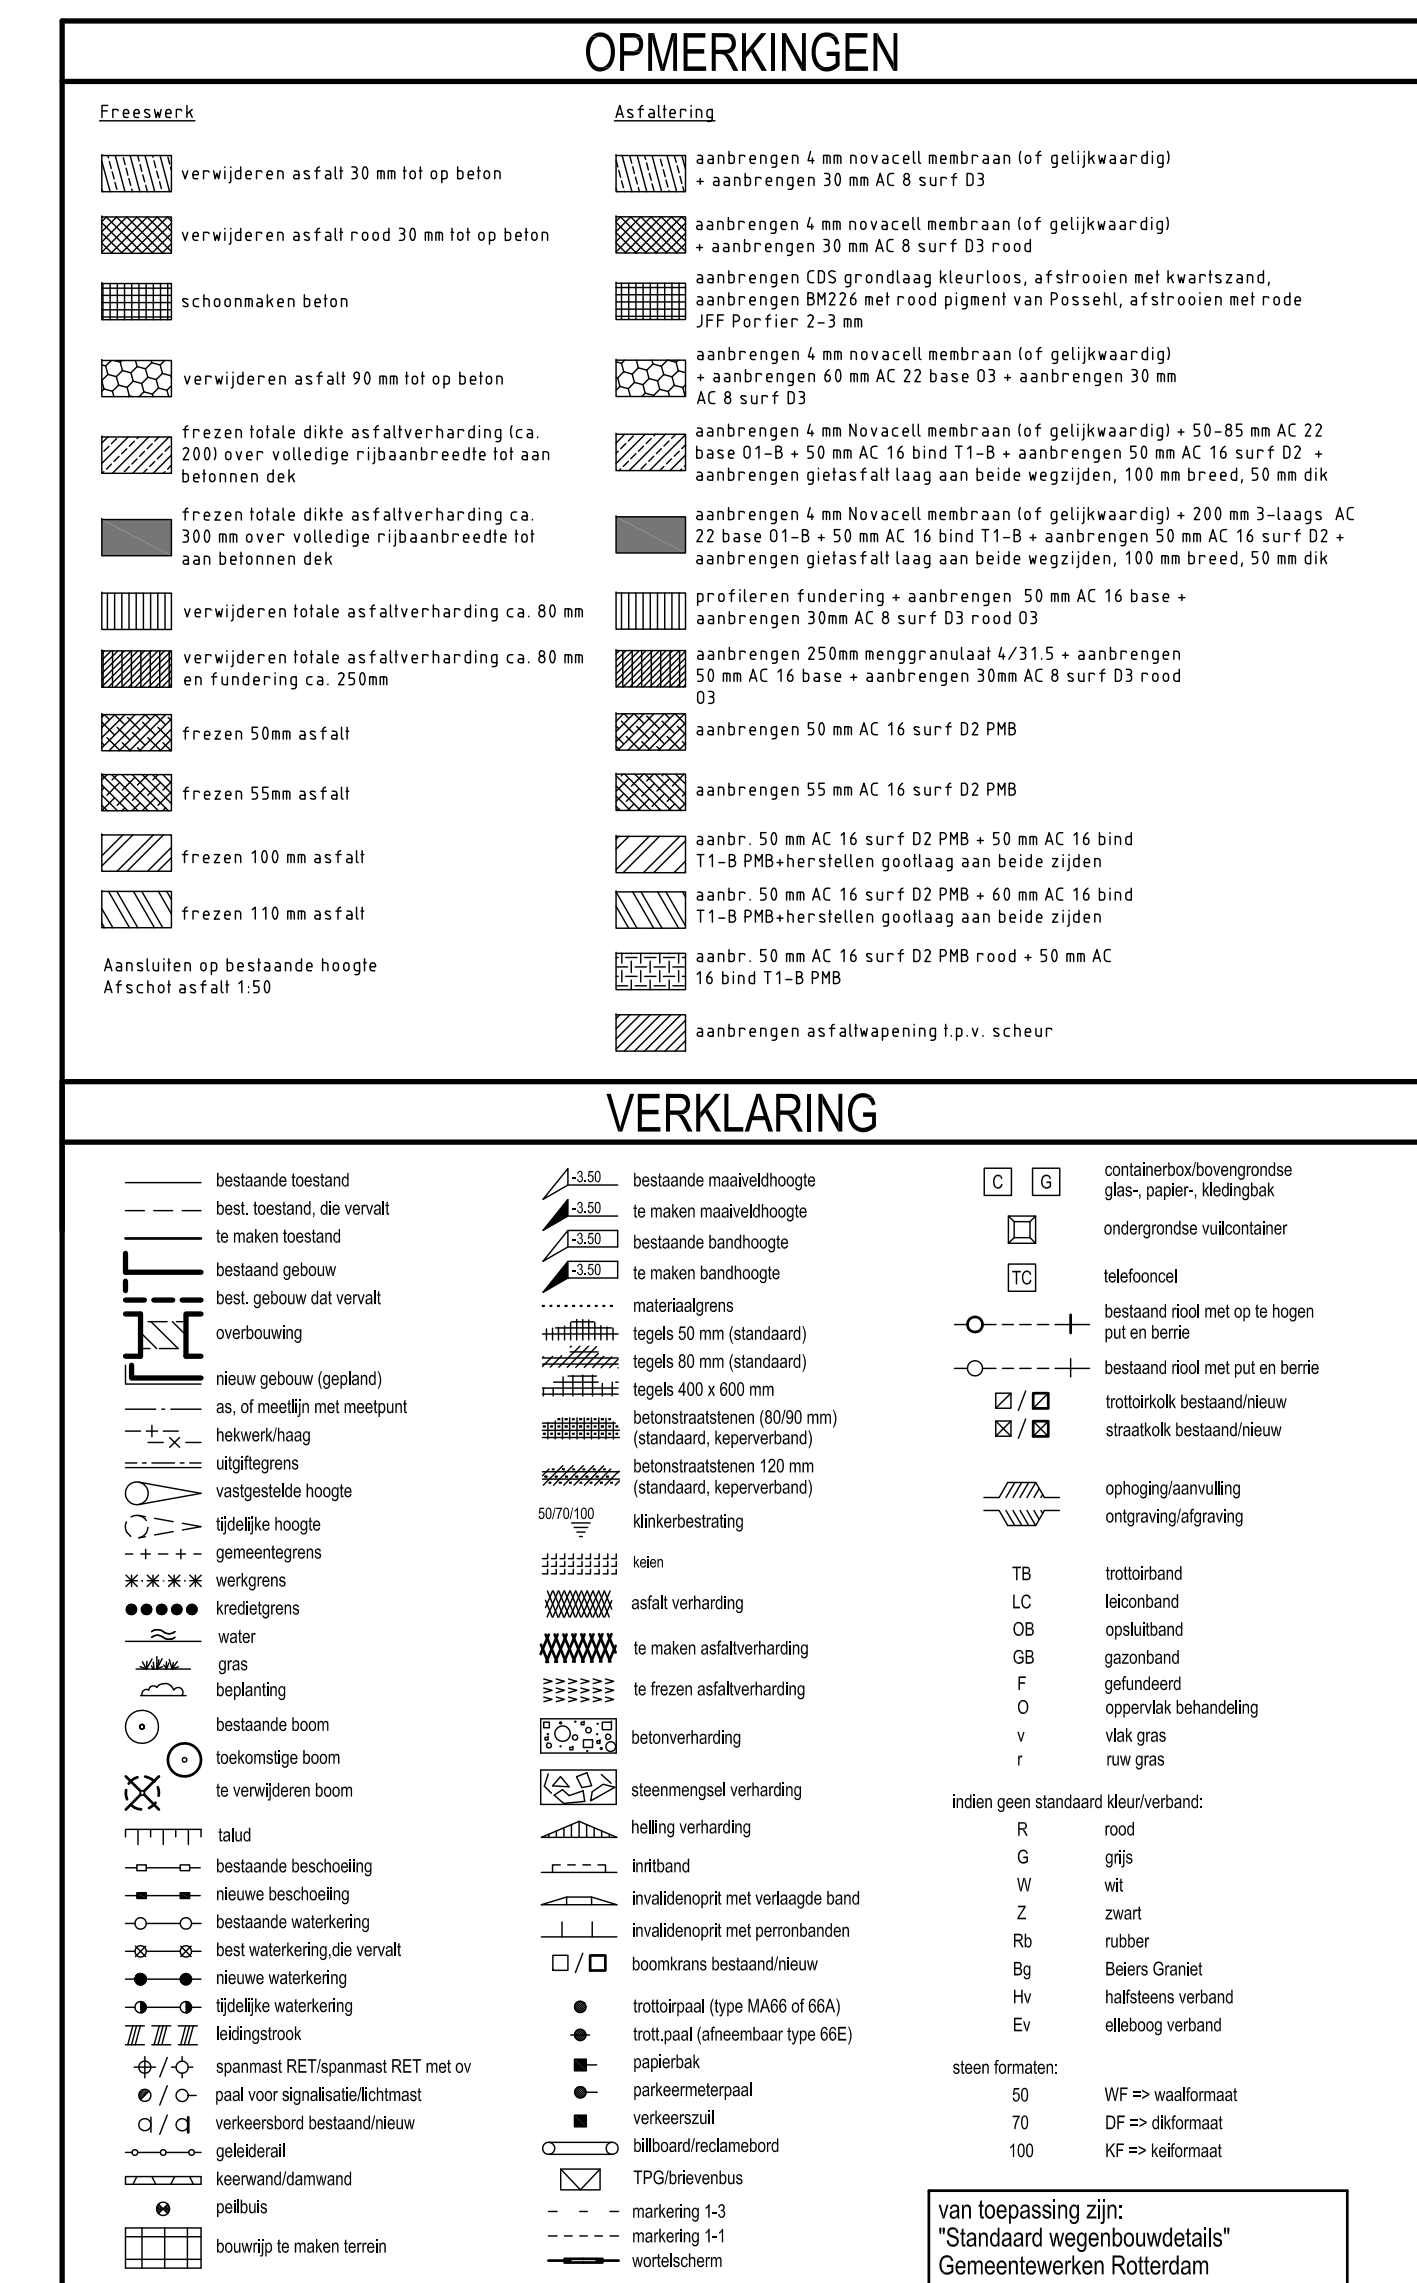 OPMERKINGEN
Freeswerk
verwijderen asfalt 30 mm tot op beton
verwijderen asfalt rood 30 mm tot op beton
schoonmaken beton
verwijderen asfalt 90 mm tot op beton
frezen totale dikte asfaltverharding (ca.
200) over volledige rijbaanbreedte tot aan
betonnen dek
frezen totale dikte asfaltverharding ca.
300 mm over volledige rijbaanbreedte tot
aan betonnen dek
verwijderen totale asfaltverharding ca. 80 mm
verwijderen totale asfaltverharding ca. 80 mm
en fundering ca. 250mm
frezen 50mm asfalt
frezen 55mm asfalt
frezen 100 mm asfalt
frezen 110 mm asfalt
Aansluiten op bestaande hoogte
Afschot asfalt 1:50
Asfaltering
aanbrengen 4 mm novacell membraan (of gelijkwaardig)
+ aanbrengen 30 mm AC 8 surf D3
aanbrengen 4 mm novacell membraan (of gelijkwaardig)
+ aanbrengen 30 mm AC 8 surf D3 rood
aanbrengen CDS grondlaag kleurloos, afstrooien met kwartszand,
aanbrengen BM226 met rood pigment van Possehl, afstrooien met rode
JFF Porfier 2-3 mm
aanbrengen 4 mm novacell membraan (of gelijkwaardig)
+ aanbrengen 60 mm AC 22 base O3 + aanbrengen 30 mm
AC 8 surf D3
aanbrengen 4 mm Novacell membraan (of gelijkwaardig) + 50-85 mm AC 22
base O1-B + 50 mm AC 16 bind T1-B + aanbrengen 50 mm AC 16 surf D2 +
aanbrengen gietasfalt laag aan beide wegzijden, 100 mm breed, 50 mm dik
aanbrengen 4 mm Novacell membraan (of gelijkwaardig) + 200 mm 3-laags AC
22 base O1-B + 50 mm AC 16 bind T1-B + aanbrengen 50 mm AC 16 surf D2 +
aanbrengen gietasfalt laag aan beide wegzijden, 100 mm breed, 50 mm dik
profileren fundering + aanbrengen 50 mm AC 16 base +
aanbrengen 30mm AC 8 surf D3 rood O3
aanbrengen 250mm menggranulaat 4/31.5 + aanbrengen
50 mm AC 16 base + aanbrengen 30mm AC 8 surf D3 rood
O3
aanbrengen 50 mm AC 16 surf D2 PMB
aanbrengen 55 mm AC 16 surf D2 PMB
aanbr. 50 mm AC 16 surf D2 PMB + 50 mm AC 16 bind
T1-B PMB+herstellen gootlaag aan beide zijden
aanbr. 50 mm AC 16 surf D2 PMB + 60 mm AC 16 bind
T1-B PMB+herstellen gootlaag aan beide zijden
aanbr. 50 mm AC 16 surf D2 PMB rood + 50 mm AC
16 bind T1-B PMB
aanbrengen asfaltwapening t.p.v. scheur
VERKLARING
bestaande toestand
best. toestand, die vervalt
te maken toestand
bestaand gebouw
best. gebouw dat vervalt
overbouwing
nieuw gebouw (gepland)
as, of meetlijn met meetpunt
hekwerk/haag
uitgiftegrens
vastgestelde hoogte
tijdelijke hoogte
gemeentegrens
werkgrens
kredietgrens
water
gras
beplanting
bestaande boom
toekomstige boom
te verwijderen boom
talud
bestaande beschoeiing
nieuwe beschoeiing
bestaande waterkering
best waterkering,die vervalt
nieuwe waterkering
tijdelijke waterkering
leidingstrook
spanmast RET/spanmast RET met ov
paal voor signalisatie/lichtmast
verkeersbord bestaand/nieuw
geleiderail
keerwand/damwand
peilbuis
bouwrijp te maken terrein
-3.50 bestaande maaiveldhoogte
-3.50 te maken maaiveldhoogte
-3.50 bestaande bandhoogte
-3.50 te maken bandhoogte
materiaalgrens
tegels 50 mm (standaard)
tegels 80 mm (standaard)
tegels 400 x 600 mm
betonstraatstenen (80/90 mm)
(standaard, keperverband)
betonstraatstenen 120 mm
(standaard, keperverband)
50/70/100 klinkerbestrating
keien
asfalt verharding
te maken asfaltverharding
te frezen asfaltverharding
betonverharding
steenmengsel verharding
helling verharding
inritband
invalidenoprit met verlaagde band
invalidenoprit met perronbanden
/ boomkrans bestaand/nieuw
trottoirpaal (type MA66 of 66A)
trott.paal (afneembaar type 66E)
papierbak
parkeermeterpaal
verkeerszuil
billboard/reclamebord
TPG/brievenbus
markering 1-3
markering 1-1
wortelscherm
C G containerbox/bovengrondse
glas-, papier-, kledingbak
ondergrondse vuilcontainer
TC telefooncel
bestaand riool met op te hogen
put en berrie
bestaand riool met put en berrie
/ trottoirkolk bestaand/nieuw
/ straatkolk bestaand/nieuw
ophoging/aanvulling
ontgraving/afgraving
TB trottoirband
LC leiconband
OB opsluitband
GB gazonband
F gefundeerd
O oppervlak behandeling
v vlak gras
r ruw gras
indien geen standaard kleur/verband:
R rood
G grijs
W wit
Z zwart
Rb rubber
Bg Beiers Graniet
Hv halfsteens verband
Ev elleboog verband
steen formaten:
50 WF => waalformaat
70 DF => dikformaat
100 KF => keiformaat
van toepassing zijn:
"Standaard wegenbouwdetails"
Gemeentewerken Rotterdam